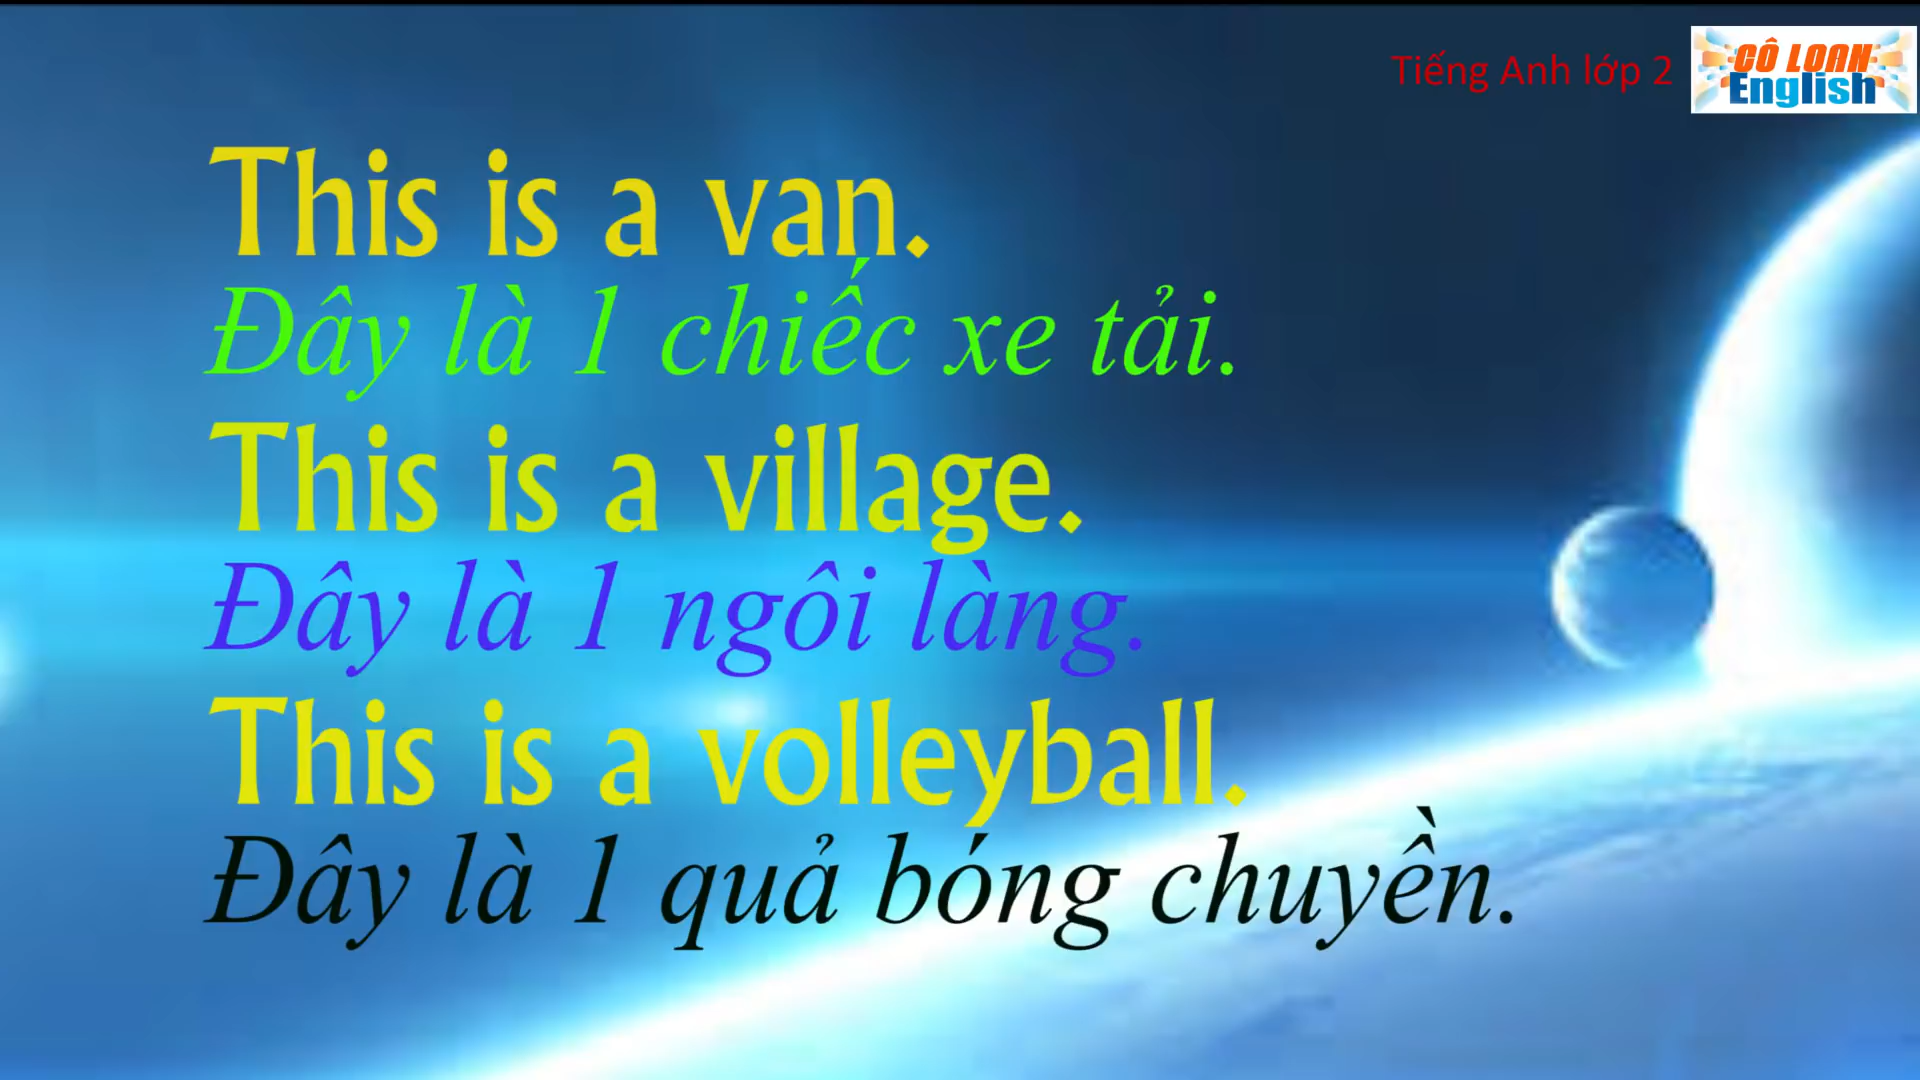 Tiếng Anh lớp 2
CÔ LOAN
English
This is a van.
Đây là 1 chiếc xe tải.
This is a village.
Đây là 1 ngôi làng.
This is a volleyball.
Đây là 1 quả bóng chuyền.